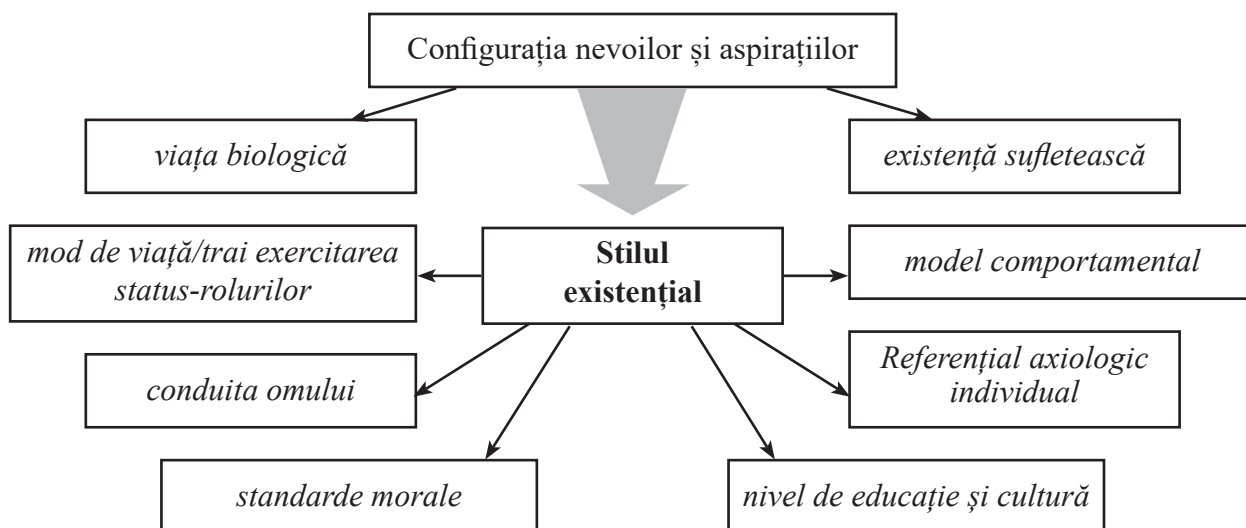 Configurația nevoilor și aspirațiilor
viața biologică
existență sufletească
mod de viață/trai exercitarea
status-rolurilor
Stilul
existențial
model comportamental
conduita omului
Referențial axiologic
individual
standarde morale
nivel de educație și cultură